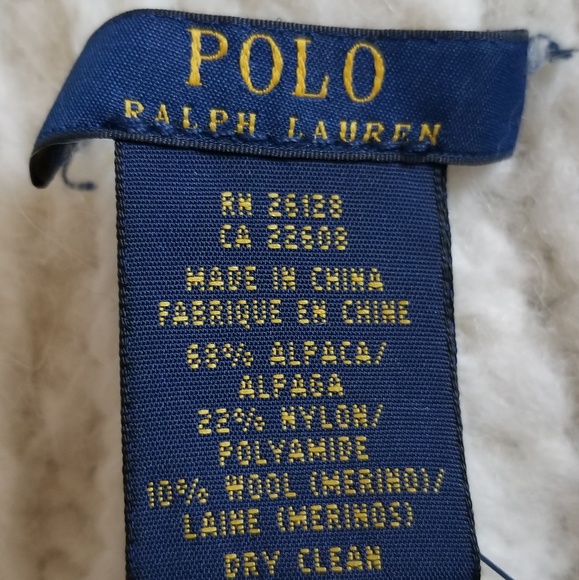 POLO
RALPH LAUREN
RN 26128
CA 22608
MADE IN CHINA
FABRIQUE EN CHINE
68% ALPACA/
ALPAGA
22% NYLON/
POLYAMIDE
10% WOOL (MERINO)/
LAINE (MERINOS)
DRY CLEAN